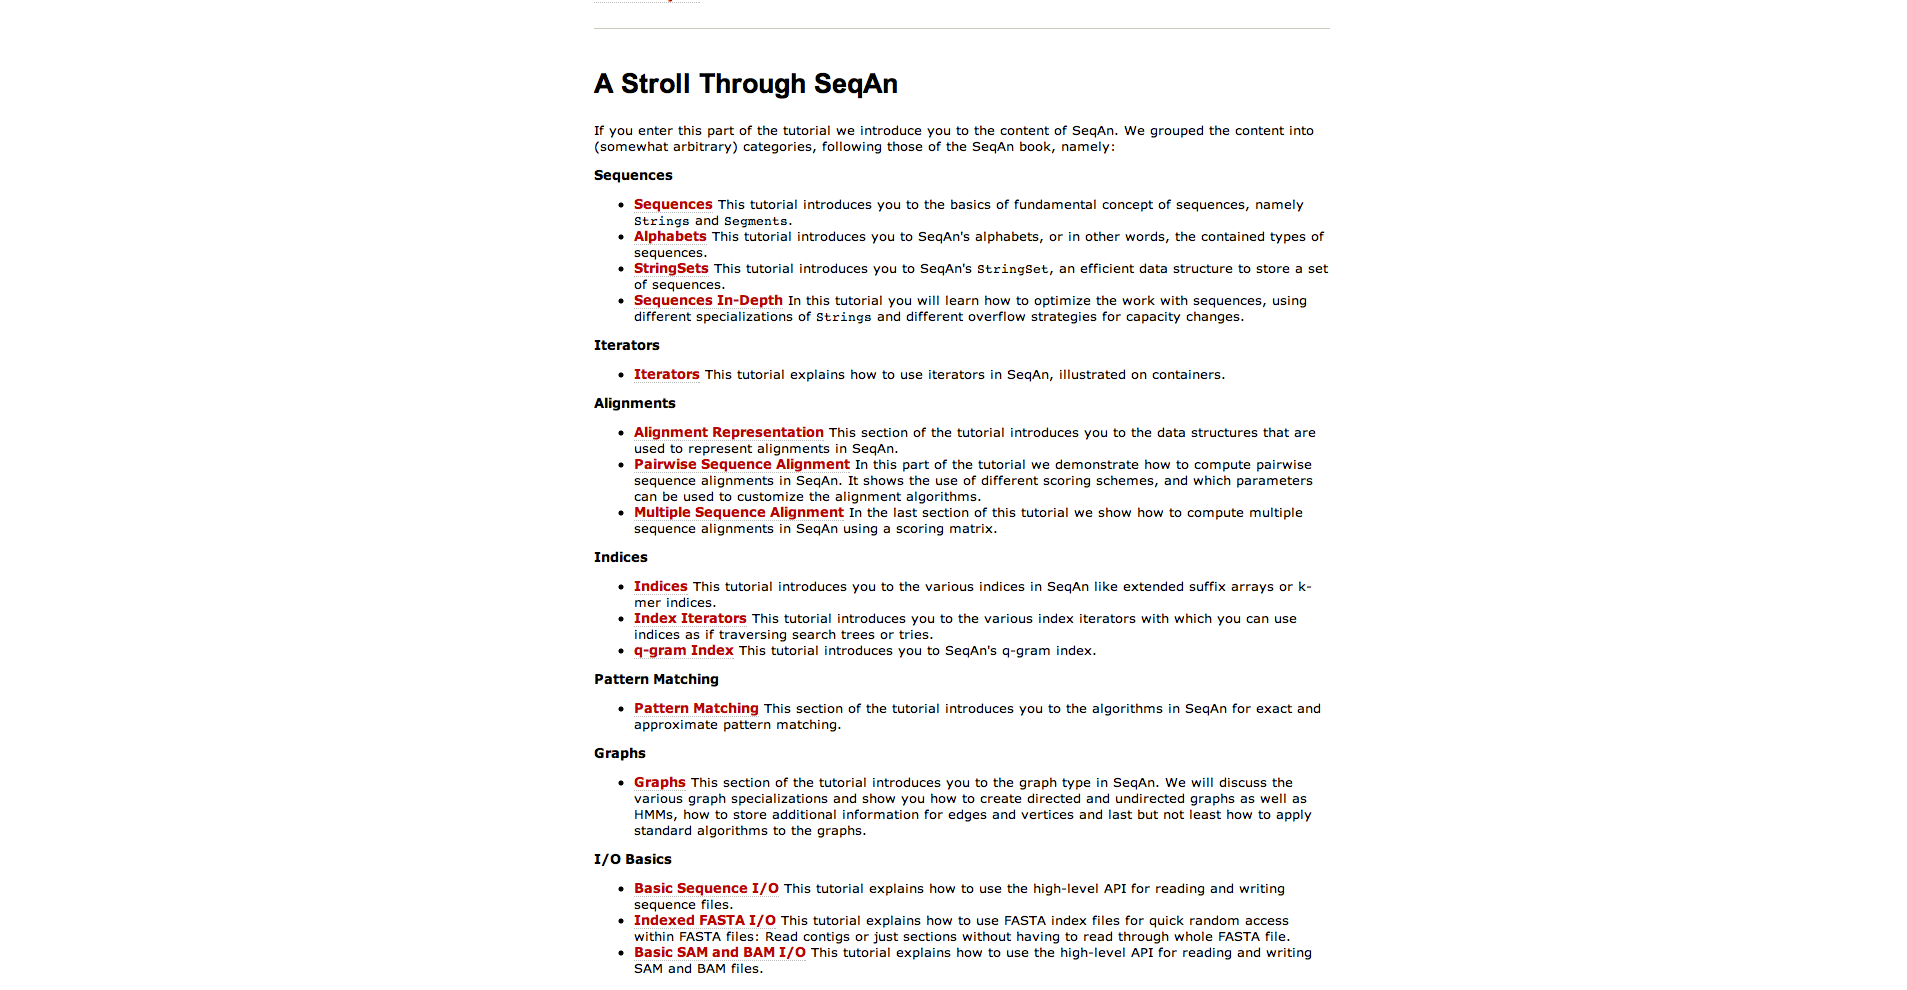 A Stroll Through SeqAn
If you enter this part of the tutorial we introduce you to the content of SeqAn. We grouped the content into
(somewhat arbitrary) categories, following those of the SeqAn book, namely:
Sequences
Sequences This tutorial introduces you to the basics of fundamental concept of sequences, namely
Strings and Segments.
Alphabets This tutorial introduces you to SeqAn's alphabets, or in other words, the contained types of
sequences.
StringSets This tutorial introduces you to SeqAn's StringSet, an efficient data structure to store a set
of sequences.
Sequences In-Depth In this tutorial you will learn how to optimize the work with sequences, using
different specializations of Strings and different overflow strategies for capacity changes.
Iterators
Iterators This tutorial explains how to use iterators in SeqAn, illustrated on containers.
Alignments
Alignment Representation This section of the tutorial introduces you to the data structures that are
used to represent alignments in SeqAn.
Pairwise Sequence Alignment In this part of the tutorial we demonstrate how to compute pairwise
sequence alignments in SeqAn. It shows the use of different scoring schemes, and which parameters
can be used to customize the alignment algorithms.
Multiple Sequence Alignment In the last section of this tutorial we show how to compute multiple
sequence alignments in SeqAn using a scoring matrix.
Indices
Indices This tutorial introduces you to the various indices in SeqAn like extended suffix arrays or k-
mer indices.
Index Iterators This tutorial introduces you to the various index iterators with which you can use
indices as if traversing search trees or tries.
q-gram Index This tutorial introduces you to SeqAn's q-gram index.
Pattern Matching
Pattern Matching This section of the tutorial introduces you to the algorithms in SeqAn for exact and
approximate pattern matching.
Graphs
Graphs This section of the tutorial introduces you to the graph type in SeqAn. We will discuss the
various graph specializations and show you how to create directed and undirected graphs as well as
HMMs, how to store additional information for edges and vertices and last but not least how to apply
standard algorithms to the graphs.
I/O Basics
Basic Sequence I/O This tutorial explains how to use the high-level API for reading and writing
sequence files.
Indexed FASTA I/O This tutorial explains how to use FASTA index files for quick random access
within FASTA files: Read contigs or just sections without having to read through whole FASTA file.
Basic SAM and BAM I/O This tutorial explains how to use the high-level API for reading and writing
SAM and BAM files.